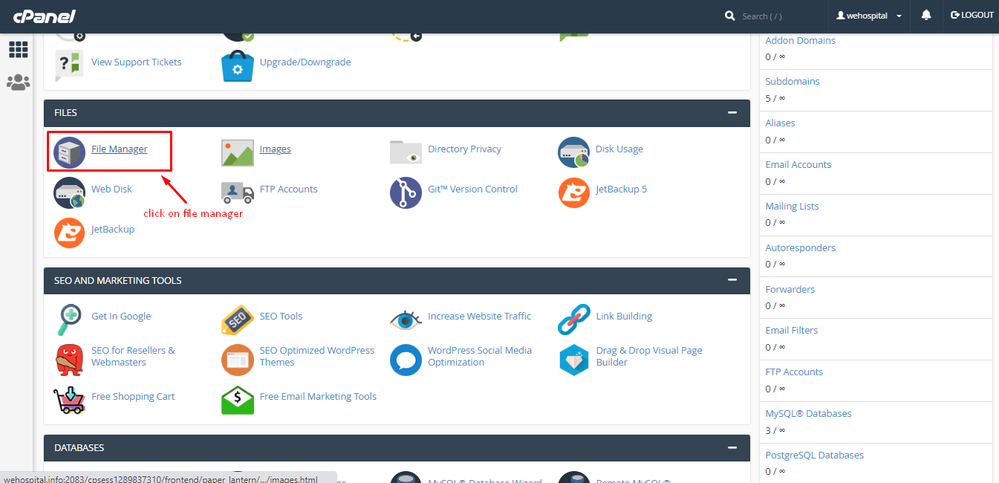 cPanel
Search ( / )
wehospital
LOGOUT
View Support Tickets
Upgrade/Downgrade
FILES
File Manager
Images
Directory Privacy
Disk Usage
Web Disk
FTP Accounts
Git™ Version Control
JetBackup 5
click on file manager
JetBackup
SEO AND MARKETING TOOLS
Get In Google
SEO
SEO Tools
Increase Website Traffic
Link Building
SEO for Resellers &
Webmasters
SEO Optimized WordPress
Themes
WordPress Social Media
Optimization
Drag & Drop Visual Page
Builder
Free Shopping Cart
Free Email Marketing Tools
DATABASES
MySQL® Database Wizard
Remote MySQL®
wehospital.info:2083/cpsess1289837310/frontend/paper_lantern/.../images.html
Addon Domains
0 / ∞
Subdomains
5 / ∞
Aliases
0 / ∞
Email Accounts
0 / ∞
Mailing Lists
0 / ∞
Autoresponders
0 / ∞
Forwarders
0 / ∞
Email Filters
0 / ∞
FTP Accounts
0 / ∞
MySQL® Databases
3 / ∞
PostgreSQL Databases
0 / ∞